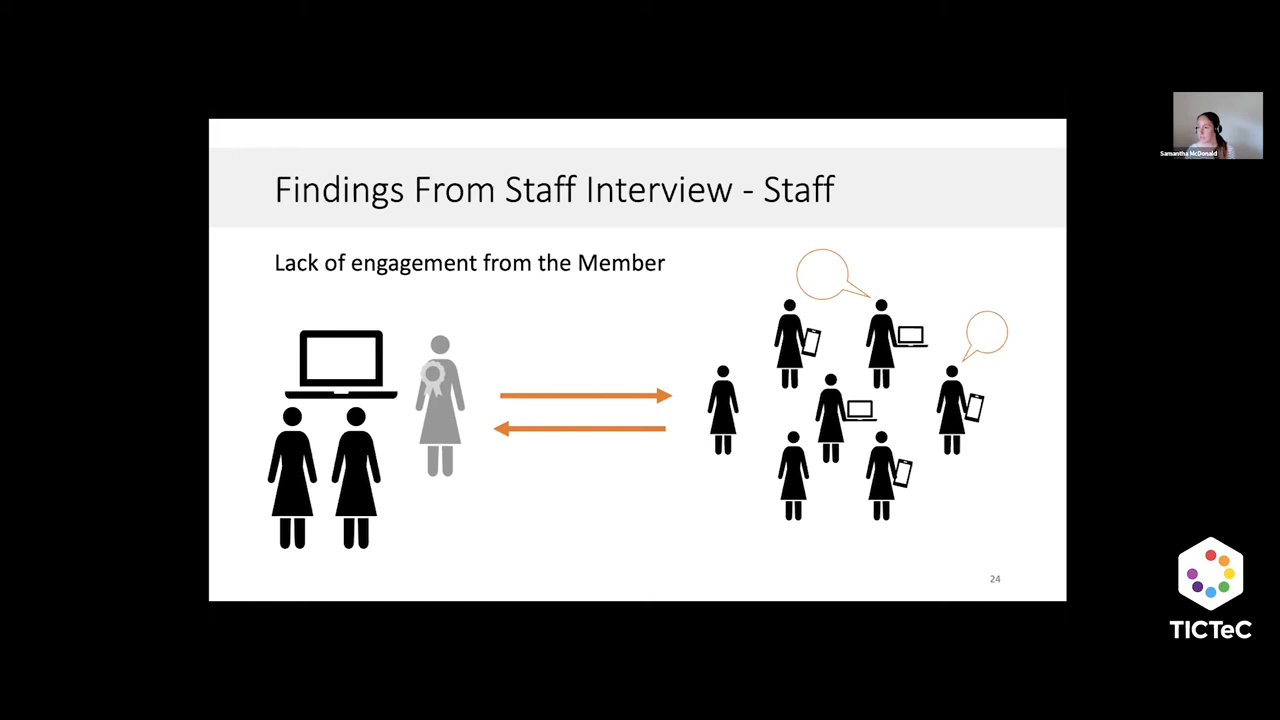 Findings From Staff Interview - Staff
Lack of engagement from the Member
24
Samantha McDonald
TICTeC